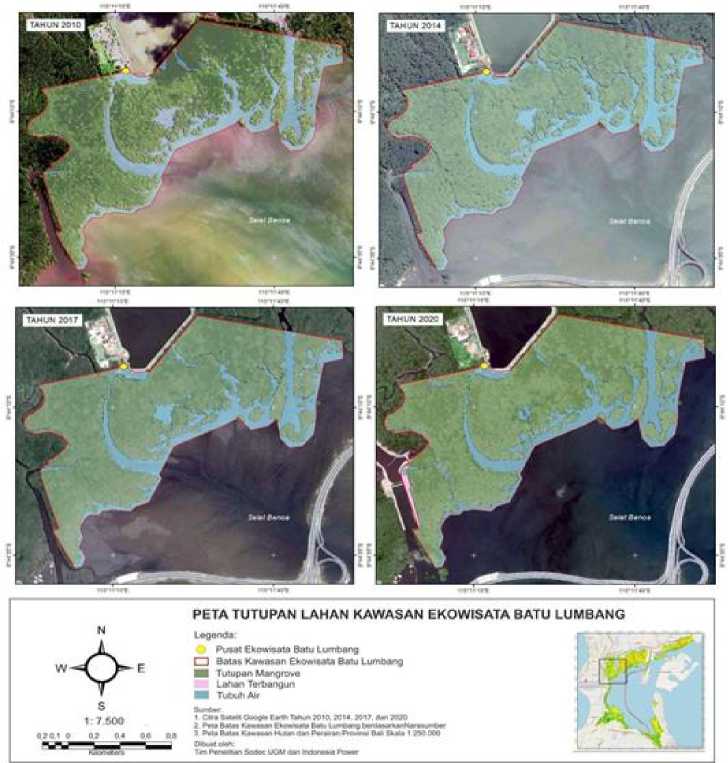 TAHUN 2010
TAHUN 2014
Selat Benoa
Selat Benoa
TAHUN 2017
TAHUN 2020
Selat Benoa
Selat Benoa
PETA TUTUPAN LAHAN KAWASAN EKOWISATA BATU LUMBANG
Legenda:
Pusat Ekowisata Batu Lumbang
Batas Kawasan Ekowisata Batu Lumbang
Tutupan Mangrove
Lahan Terbangun
Tubuh Air
N
W E
S
1: 7.500
0,2 0,1 0 0,2 0,4 0,6 0,8
Kilometers
Sumber:
1. Citra Satelit Google Earth Tahun 2010, 2014, 2017, dan 2020
2. Peta Batas Kawasan Ekowisata Batu Lumbang berdasarkan Narasumber
3. Peta Batas Kawasan Hutan dan Perairan Provinsi Bali Skala 1:250.000
Dibuat oleh:
Tim Penelitian Sodec UGM dan Indonesia Power